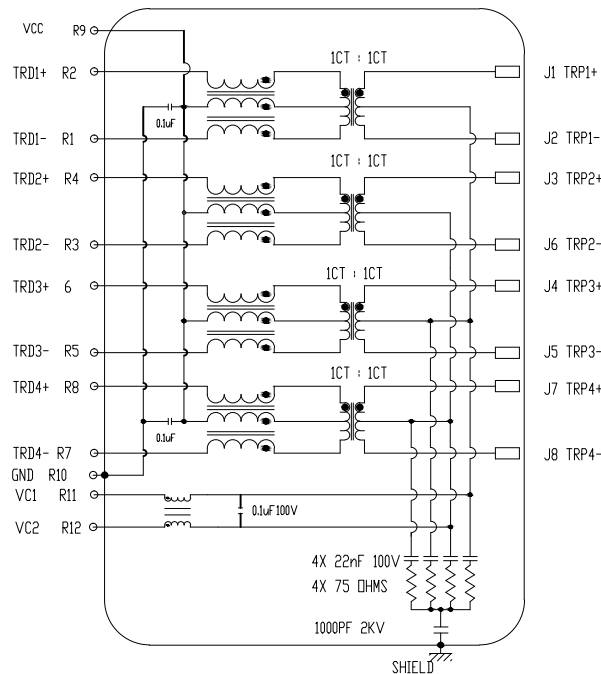 VCC R9
1CT : 1CT
TRD1+ R2 J1 TRP1+
0.1uF
TRD1- R1 J2 TRP1-
1CT : 1CT
TRD2+ R4 J3 TRP2+
TRD2- R3 J6 TRP2-
1CT : 1CT
TRD3+ 6 J4 TRP3+
TRD3- R5 J5 TRP3-
1CT : 1CT
TRD4+ R8 J7 TRP4+
0.1uF
TRD4- R7 J8 TRP4-
GND R10
VC1 R11
0.1uF100V
VC2 R12
4X 22nF 100V
4X 75 OHMS
1000PF 2KV
SHIELD